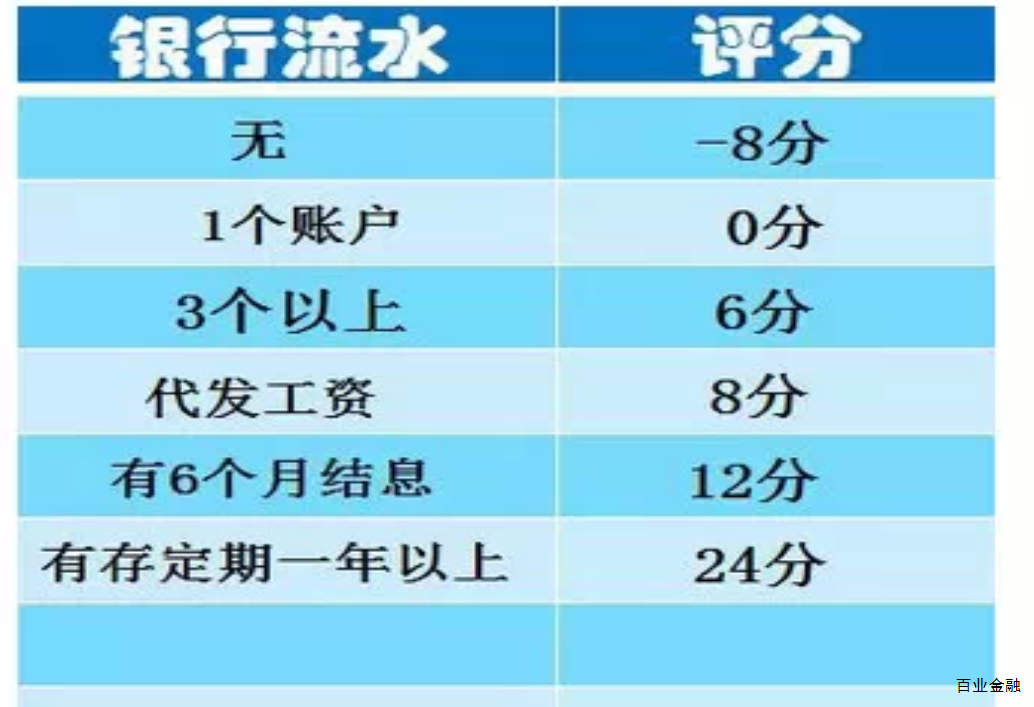 银行流水 评分
无 -8分
1个账户 0分
3个以上 6分
代发工资 8分
有6个月结息 12分
有存定期一年以上 24分
百业金融